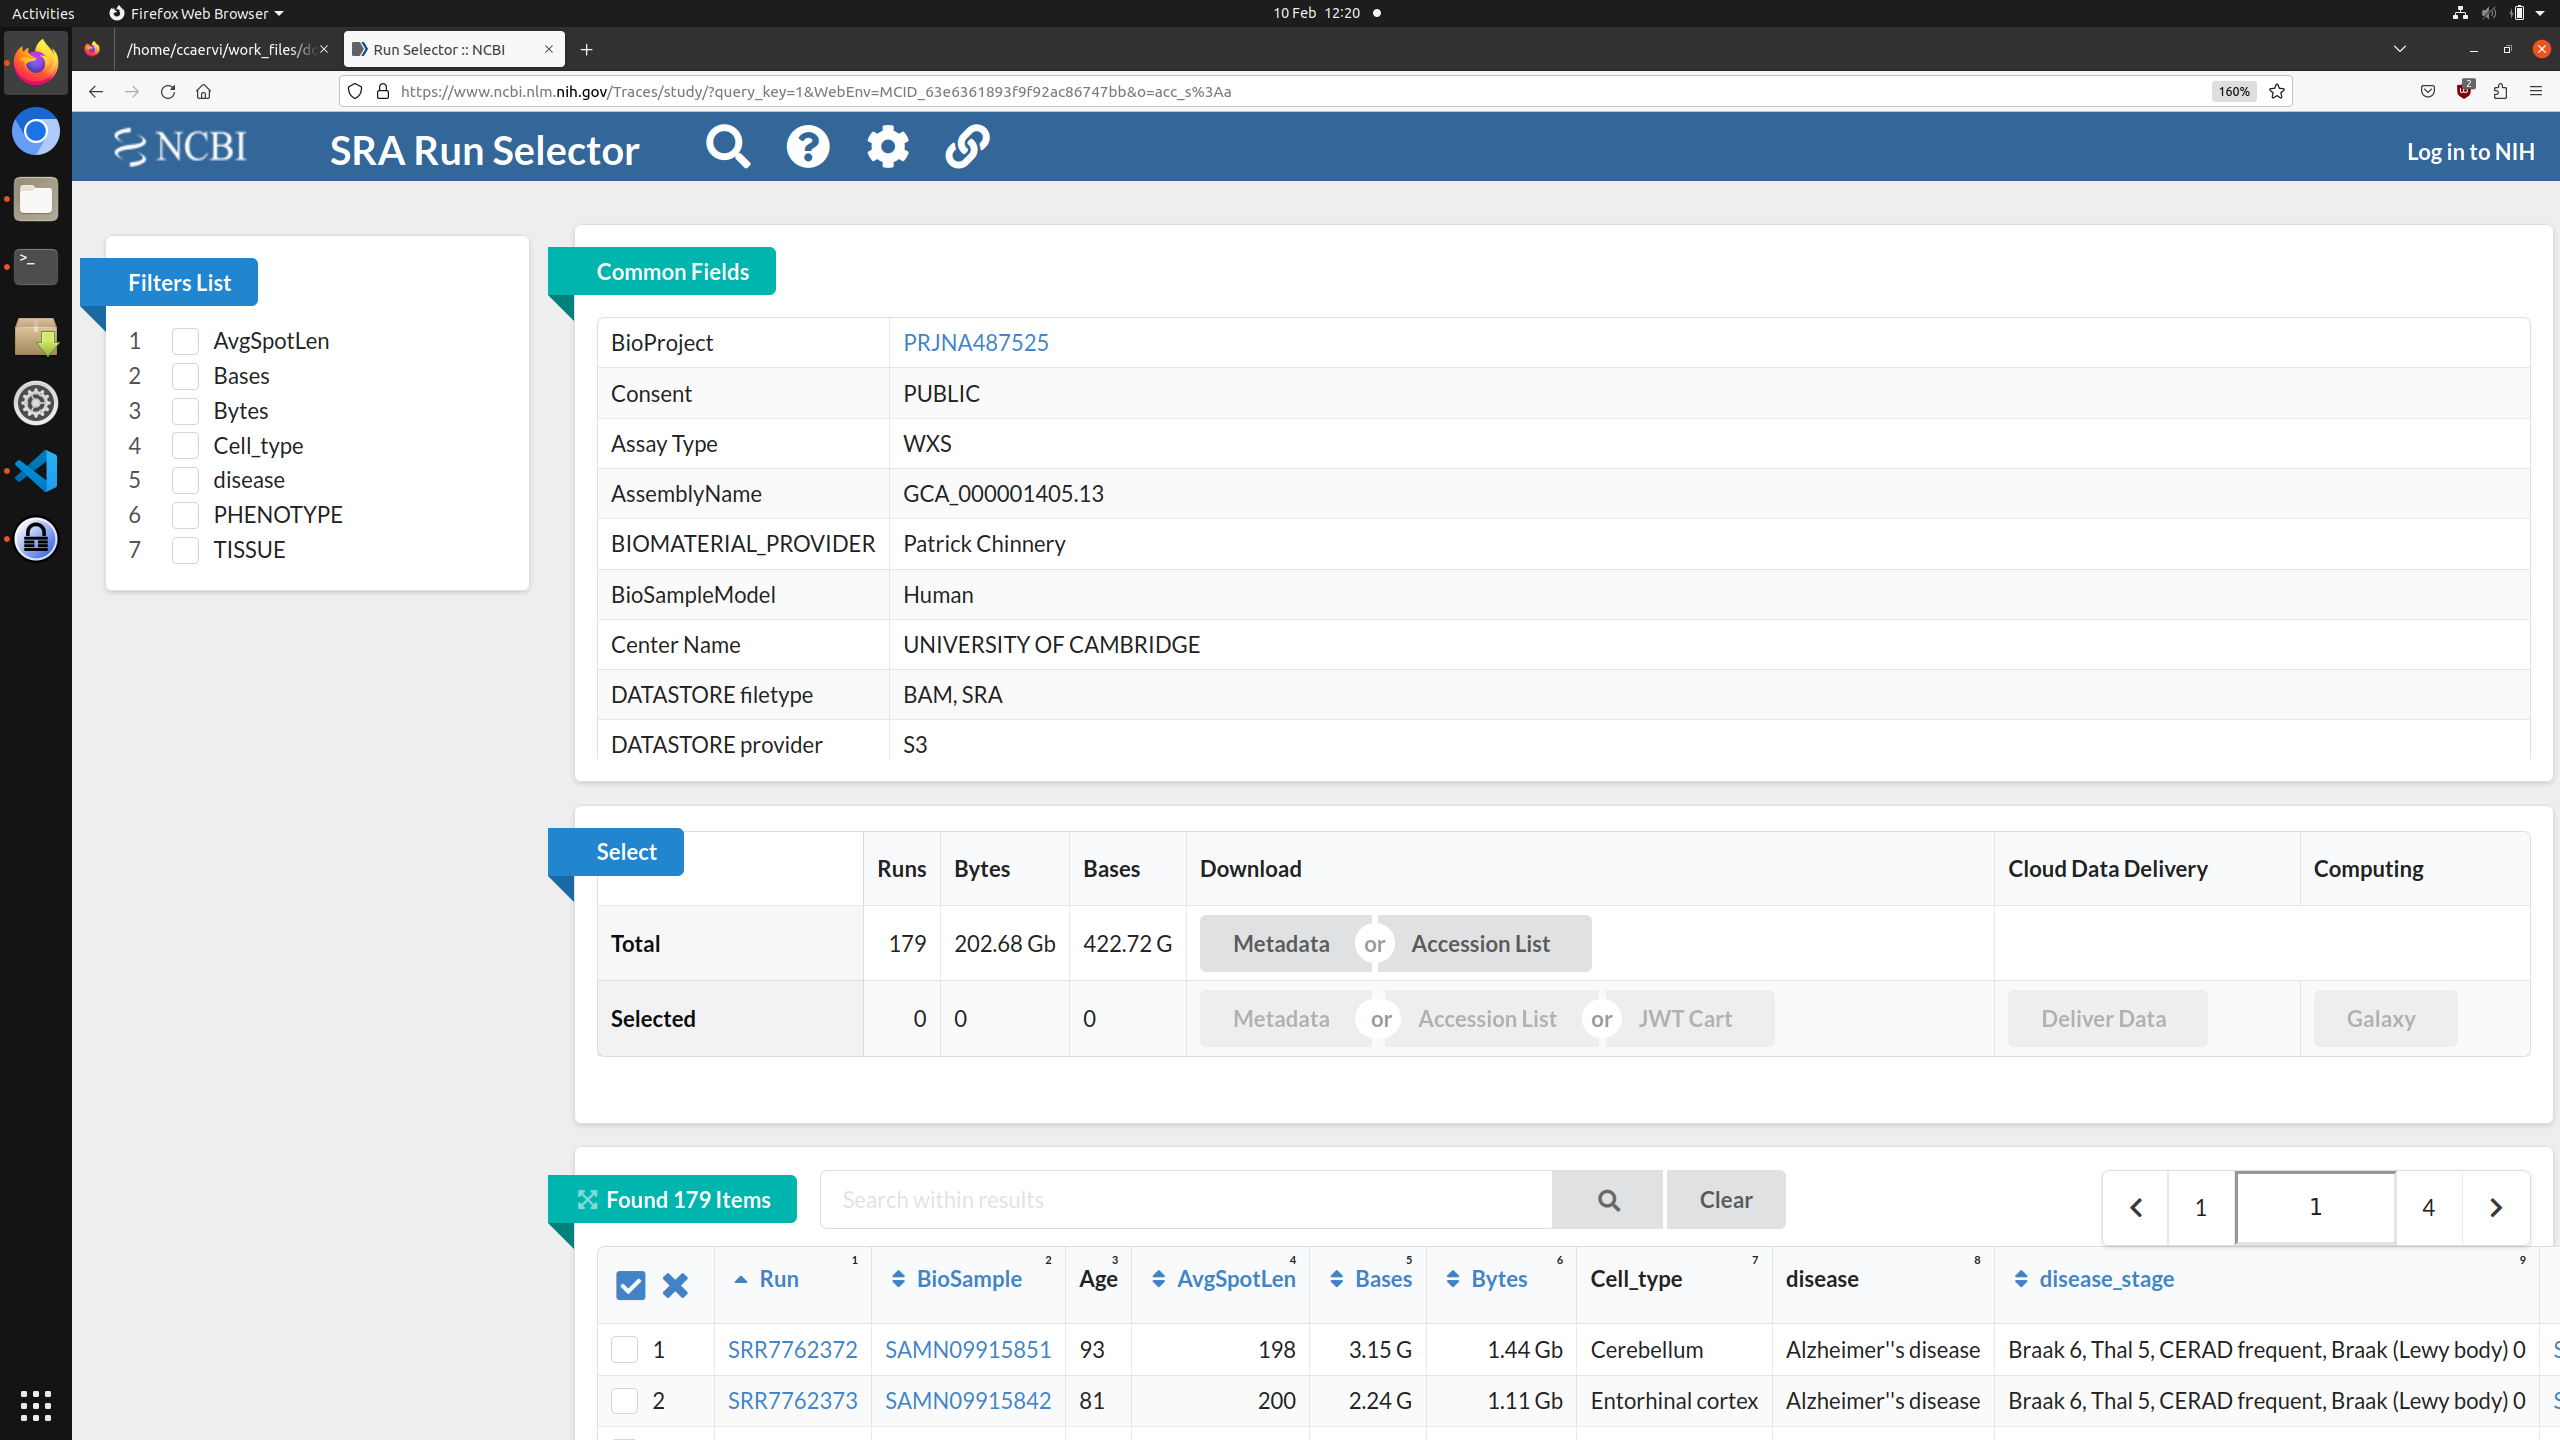 Activities
Firefox Web Browser
10 Feb 12:20
/home/ccaervi/work_files/do
Run Selector :: NCBI
https://www.ncbi.nlm.nih.gov/Traces/study/?query_key=1&WebEnv=MCID_63e6361893f9f92ac86747bb&o=acc_s%3Aa
160%
2
NCBI
SRA Run Selector
Log in to NIH
Filters List
1 AvgSpotLen
2 Bases
3 Bytes
4 Cell_type
5 disease
6 PHENOTYPE
7 TISSUE
Common Fields
BioProject PRJNA487525
Consent PUBLIC
Assay Type WXS
AssemblyName GCA_000001405.13
BIOMATERIAL_PROVIDER Patrick Chinnery
BioSampleModel Human
Center Name UNIVERSITY OF CAMBRIDGE
DATASTORE filetype BAM, SRA
DATASTORE provider S3
Select Runs Bytes Bases Download Cloud Data Delivery Computing
Total 179 202.68 Gb 422.72 G Metadata or Accession List
Selected 0 0 0 Metadata or Accession List or JWT Cart Deliver Data Galaxy
Found 179 Items Search within results Clear 1 1 4
Run 1 BioSample 2 Age 3 AvgSpotLen 4 Bases 5 Bytes 6 Cell_type 7 disease 8 disease_stage 9
1 SRR7762372 SAMN09915851 93 198 3.15 G 1.44 Gb Cerebellum Alzheimer''s disease Braak 6, Thal 5, CERAD frequent, Braak (Lewy body) 0
2 SRR7762373 SAMN09915842 81 200 2.24 G 1.11 Gb Entorhinal cortex Alzheimer''s disease Braak 6, Thal 5, CERAD frequent, Braak (Lewy body) 0